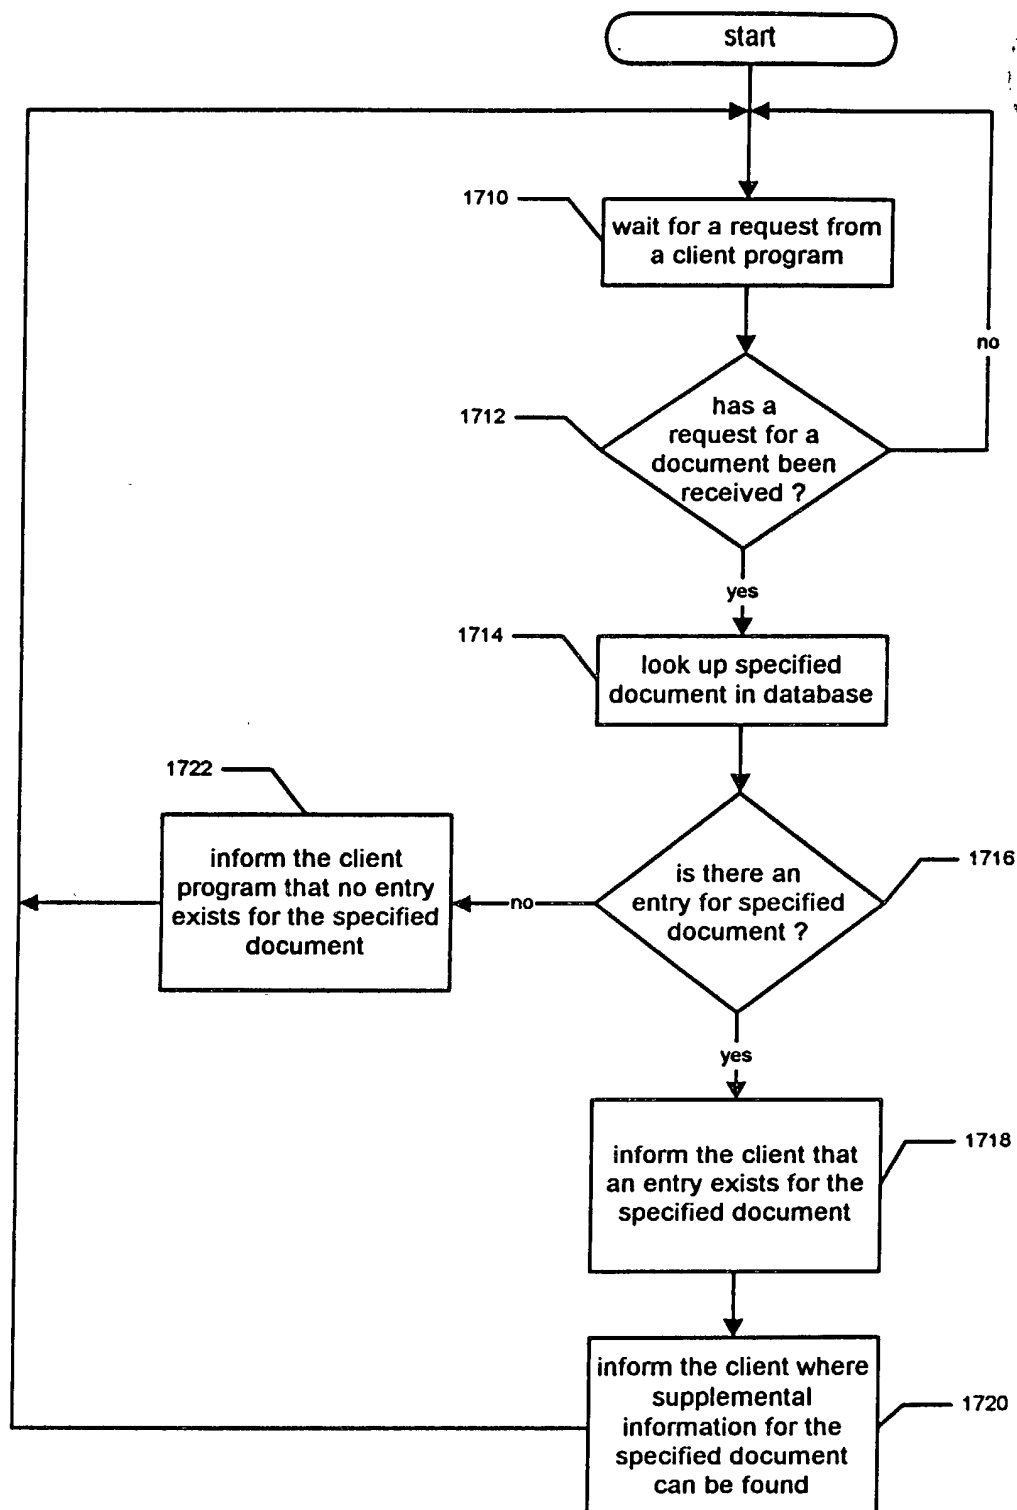 start
1710
wait for a request from
a client program
no
1712
has a
request for a
document been
received ?
yes
1714
look up specified
document in database
1722
inform the client
program that no entry
exists for the specified
document
no
is there an
entry for specified
document ?
1716
yes
inform the client that
an entry exists for the
specified document
1718
inform the client where
supplemental
information for the
specified document
can be found
1720